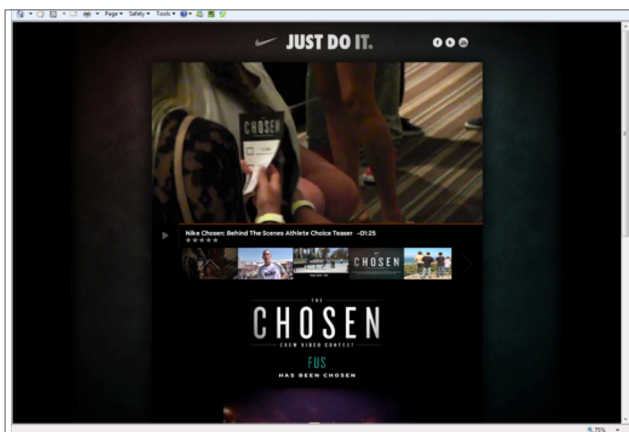 Page Safety Tools
JUST DO IT.
CHOSEN
Nike Chosen: Behind The Scenes Athlete Choice Teaser -01:25
CHOSEN
THE
CHOSEN
CREW VIDEO CONTEST
FUS
HAS BEEN CHOSEN
75%